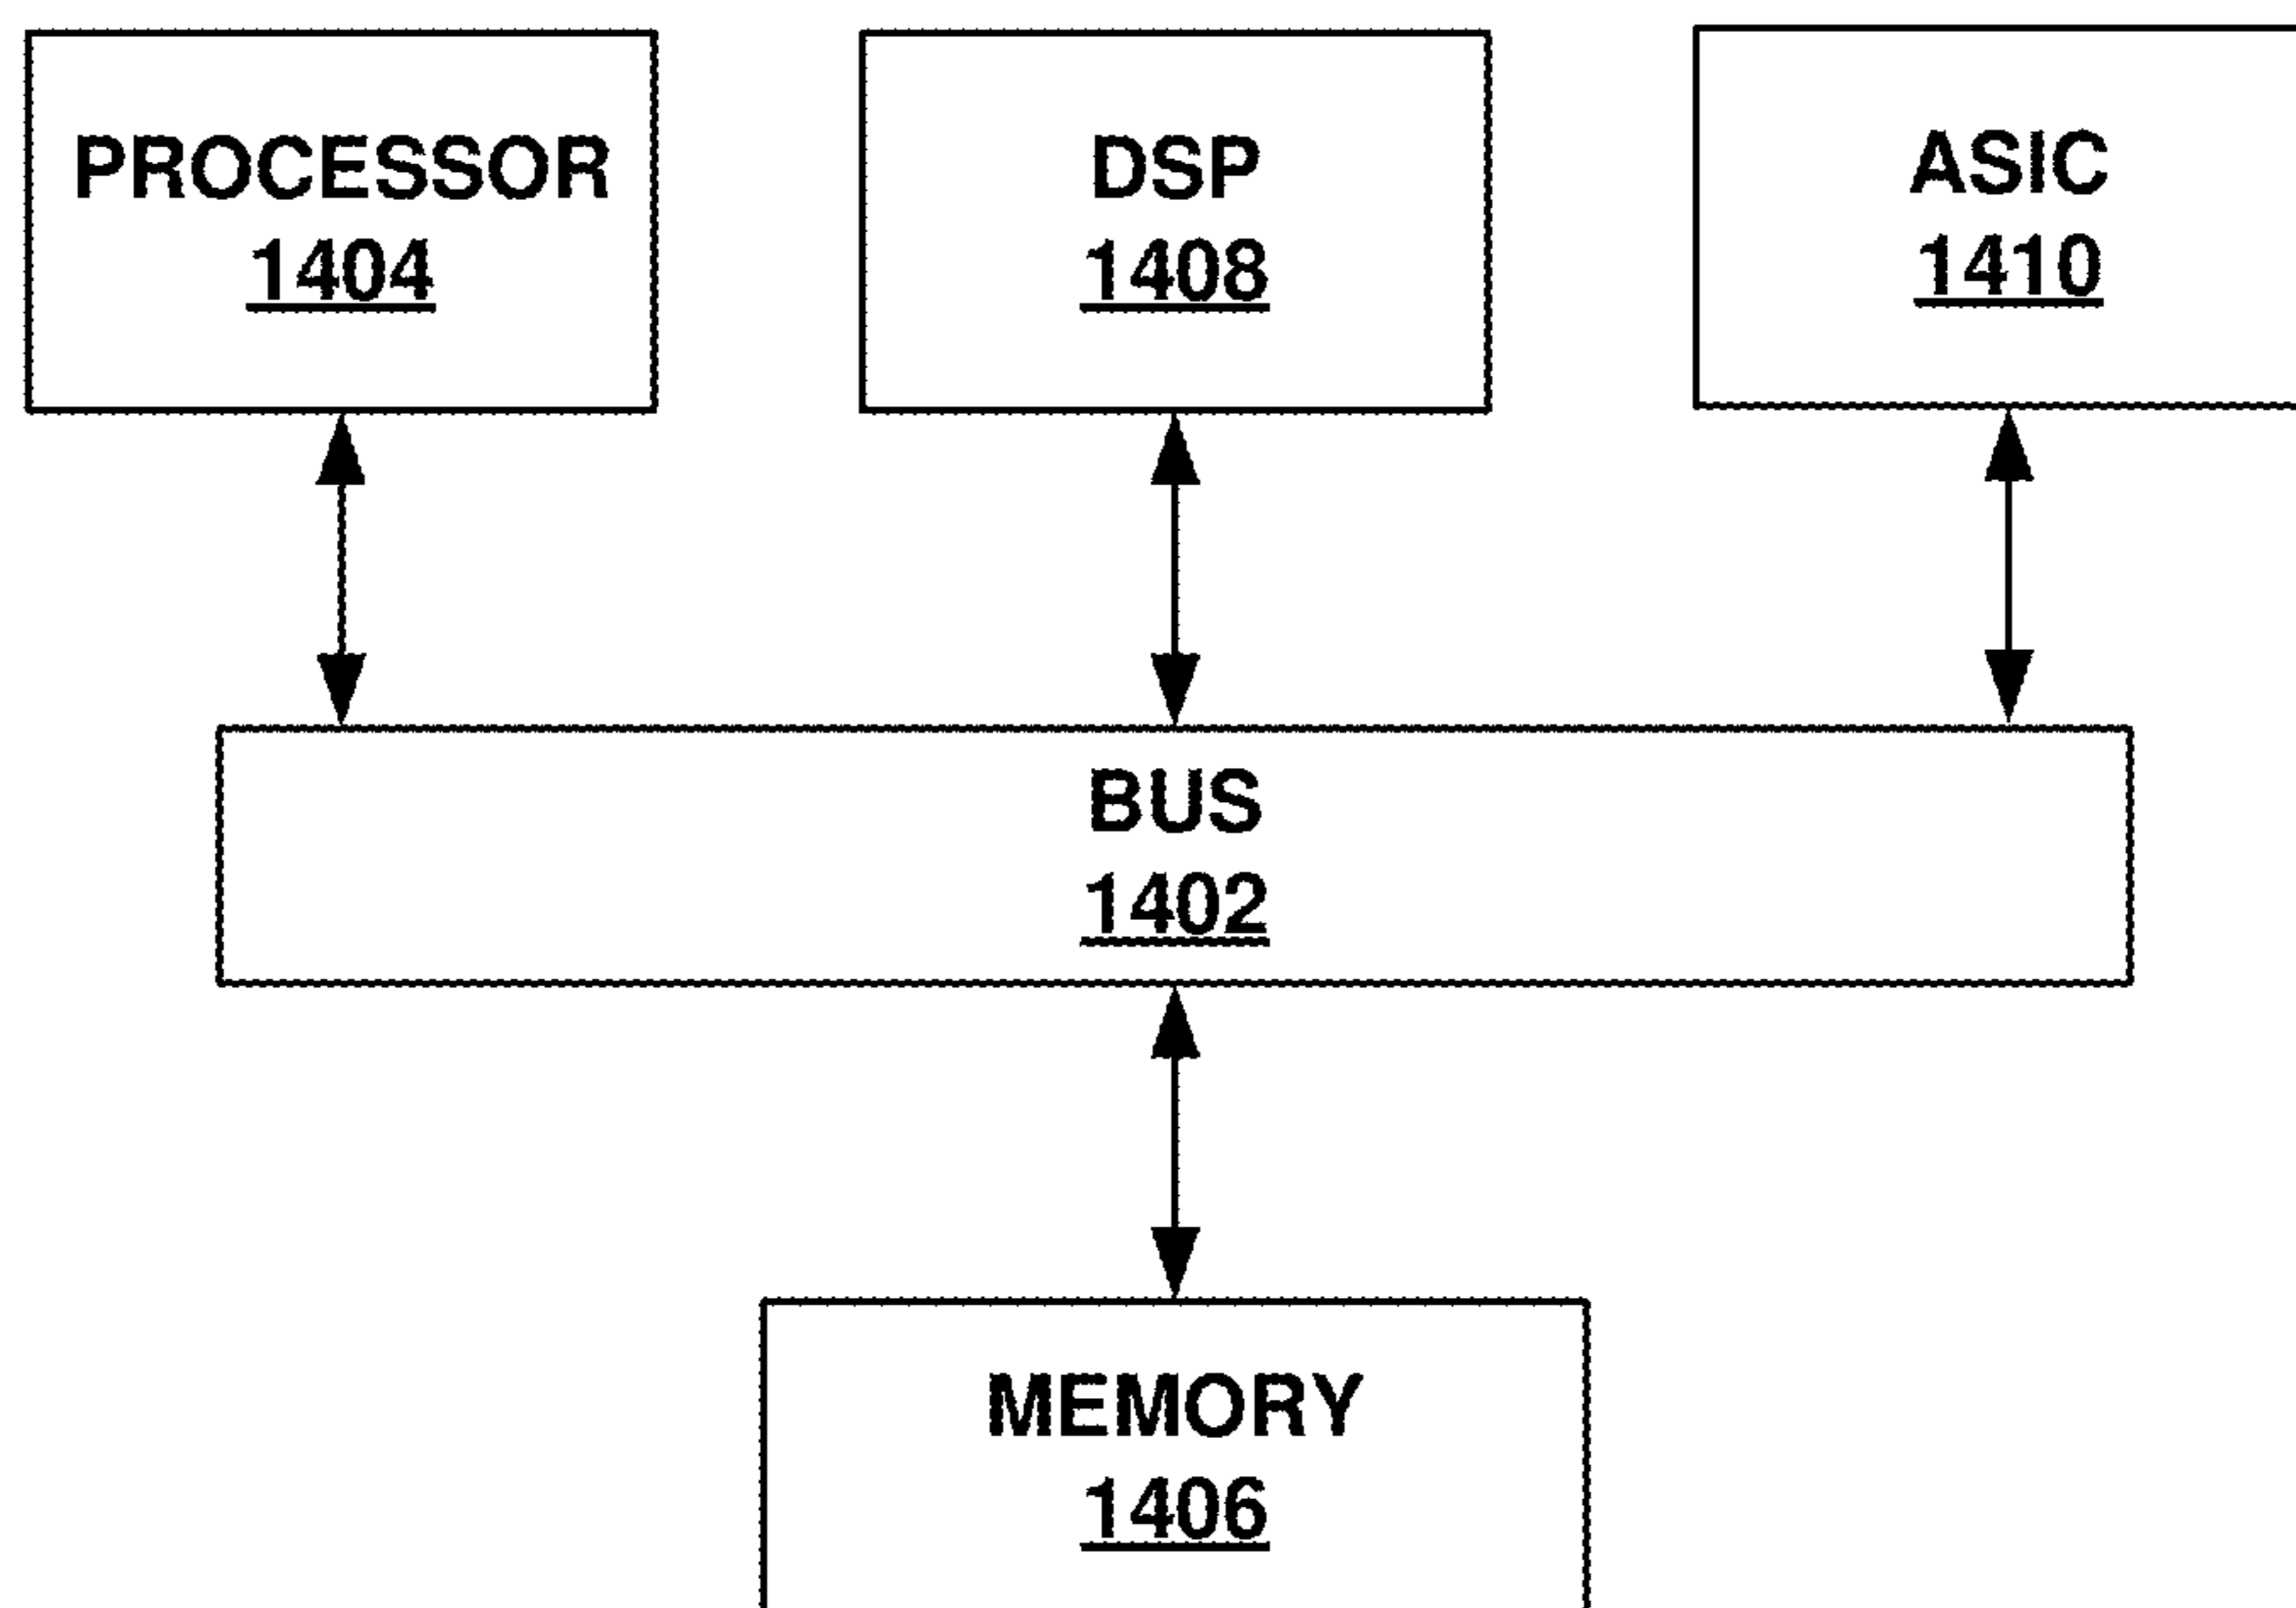 PROCESSOR
1404
DSP
1408
ASIC
1410
BUS
1402
MEMORY
1406